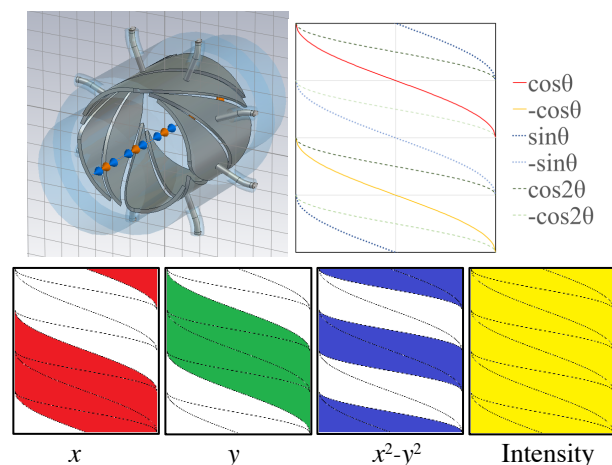 cosθ
-cosθ
sinθ
-sinθ
cos2θ
-cos2θ
x
y
x²-y²
Intensity